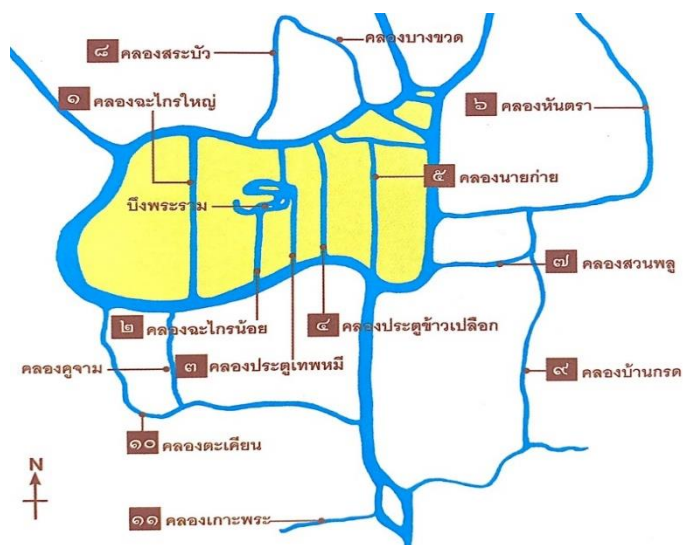 คลองบางขวด
๘ คลองสระบัว
๑ คลองฉะไกรใหญ่
๖ คลองหันตรา
๕ คลองนายก่าย
บึงพระราม
๗ คลองสวนพลู
๒ คลองฉะไกรน้อย
๔ คลองประตูข้าวเปลือก
คลองคูจาม
๓ คลองประตูเทพหมี
๙ คลองบ้านกรด
๑๐ คลองตะเคียน
N
๑๑ คลองเกาะพระ